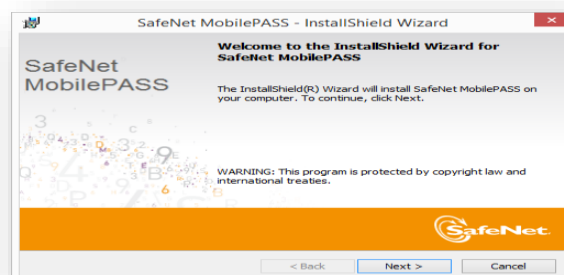 SafeNet MobilePASS - InstallShield Wizard
Welcome to the InstallShield Wizard for
SafeNet MobilePASS
SafeNet
MobilePASS
The InstallShield(R) Wizard will install SafeNet MobilePASS on
your computer. To continue, click Next.
WARNING: This program is protected by copyright law and
international treaties.
SafeNet.
< Back
Next >
Cancel